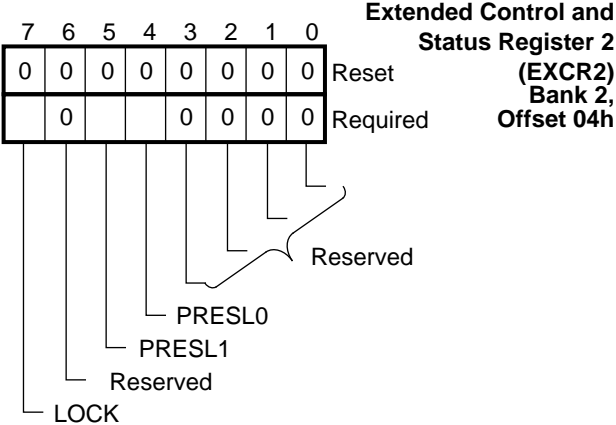 Extended Control and
Status Register 2
(EXCR2)
Bank 2,
Offset 04h
7 6 5 4 3 2 1 0
0 0 0 0 0 0 0 0 Reset
0 0 0 0 0 Required
Reserved
PRESL0
PRESL1
Reserved
LOCK